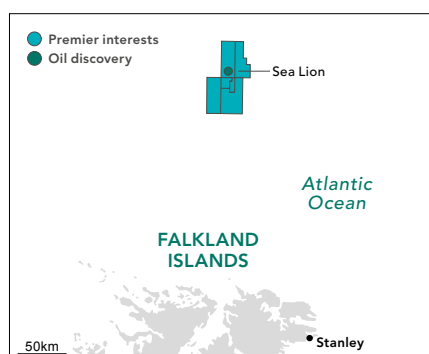 Premier interests
Oil discovery
Sea Lion
Atlantic
Ocean
FALKLAND
ISLANDS
50km
Stanley